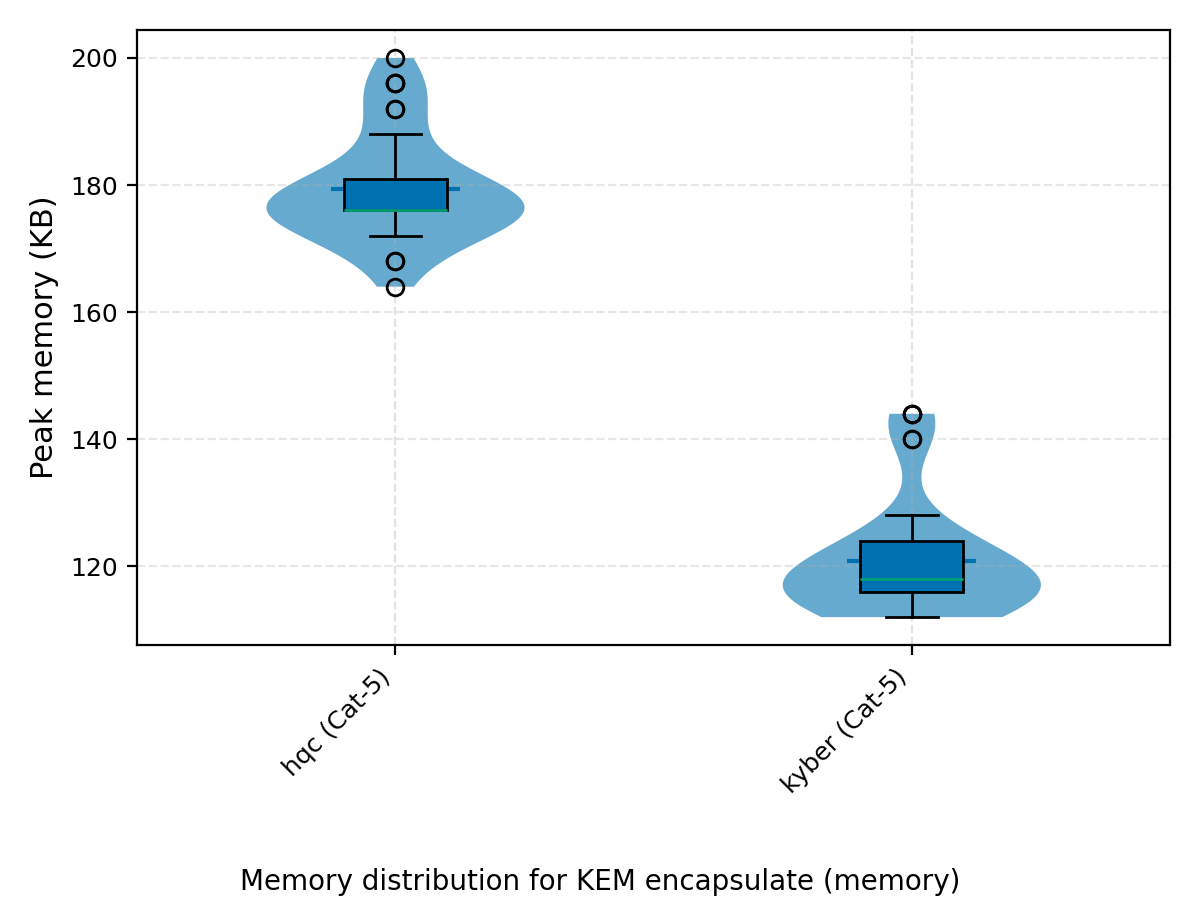 200
180
160
140
120
Peak memory (KB)
hqc (Cat-5)
kyber (Cat-5)
Memory distribution for KEM encapsulate (memory)